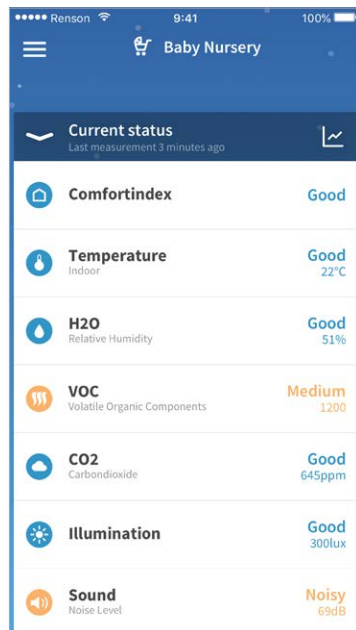 Renson 9:41 100%
Baby Nursery
Current status
Last measurement 3 minutes ago
Comfortindex Good
Temperature Good
Indoor 22°C
H2O Good
Relative Humidity 51%
VOC Medium
Volatile Organic Components 1200
CO2 Good
Carbondioxide 645ppm
Illumination Good
300lux
Sound Noisy
Noise Level 69dB